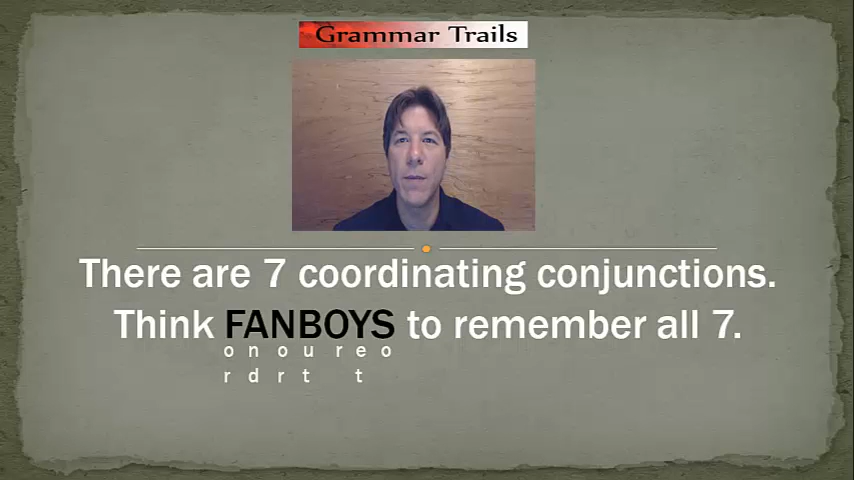 Grammar Trails
There are 7 coordinating conjunctions.
Think FANBOYS to remember all 7.
o n o u r e o
r d r t t